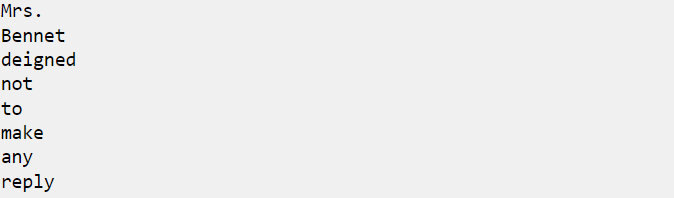 Mrs.
Bennet
deigned
not
to
make
any
reply